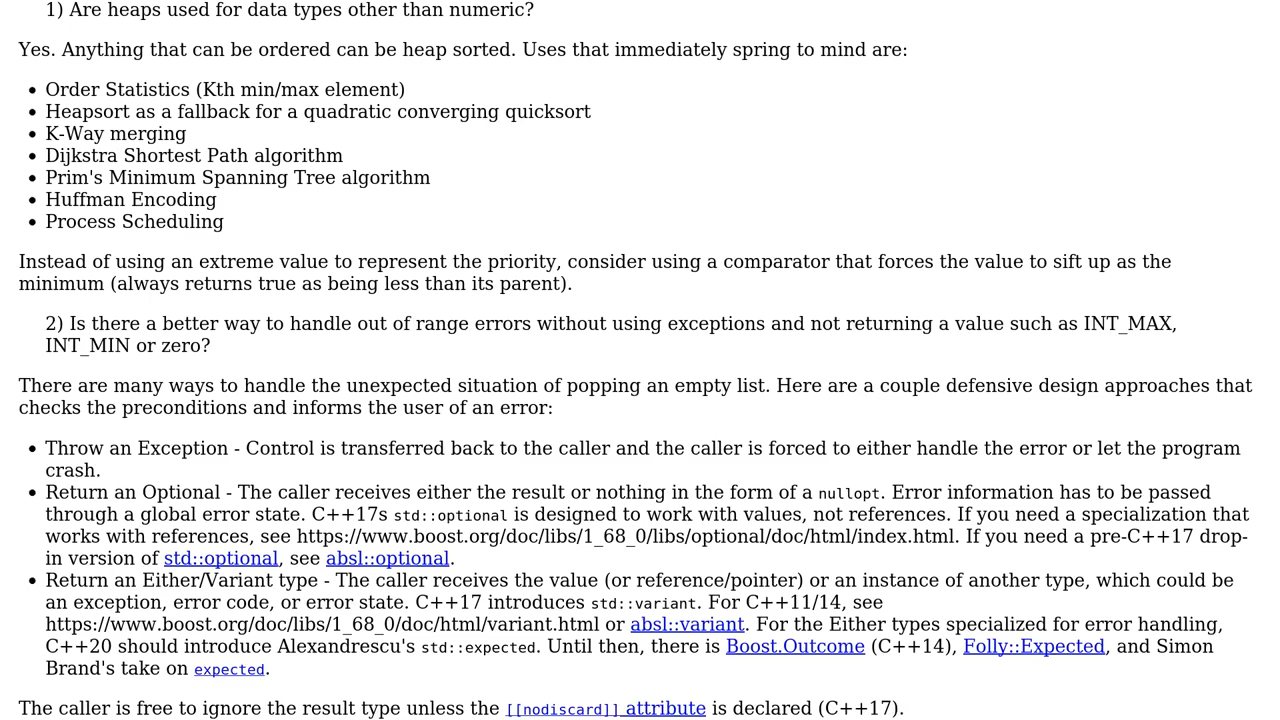 1) Are heaps used for data types other than numeric?
Yes. Anything that can be ordered can be heap sorted. Uses that immediately spring to mind are:
• Order Statistics (Kth min/max element)
• Heapsort as a fallback for a quadratic converging quicksort
• K-Way merging
• Dijkstra Shortest Path algorithm
• Prim's Minimum Spanning Tree algorithm
• Huffman Encoding
• Process Scheduling
Instead of using an extreme value to represent the priority, consider using a comparator that forces the value to sift up as the
minimum (always returns true as being less than its parent).
2) Is there a better way to handle out of range errors without using exceptions and not returning a value such as INT_MAX,
INT_MIN or zero?
There are many ways to handle the unexpected situation of popping an empty list. Here are a couple defensive design approaches that
checks the preconditions and informs the user of an error:
• Throw an Exception - Control is transferred back to the caller and the caller is forced to either handle the error or let the program
crash.
• Return an Optional - The caller receives either the result or nothing in the form of a nullopt. Error information has to be passed
through a global error state. C++17s std::optional is designed to work with values, not references. If you need a specialization that
works with references, see https://www.boost.org/doc/libs/1_68_0/libs/optional/doc/html/index.html. If you need a pre-C++17 drop-
in version of std::optional, see absl::optional.
• Return an Either/Variant type - The caller receives the value (or reference/pointer) or an instance of another type, which could be
an exception, error code, or error state. C++17 introduces std::variant. For C++11/14, see
https://www.boost.org/doc/libs/1_68_0/doc/html/variant.html or absl::variant. For the Either types specialized for error handling,
C++20 should introduce Alexandrescu's std::expected. Until then, there is Boost.Outcome (C++14), Folly::Expected, and Simon
Brand's take on expected.
The caller is free to ignore the result type unless the [[nodiscard]] attribute is declared (C++17).